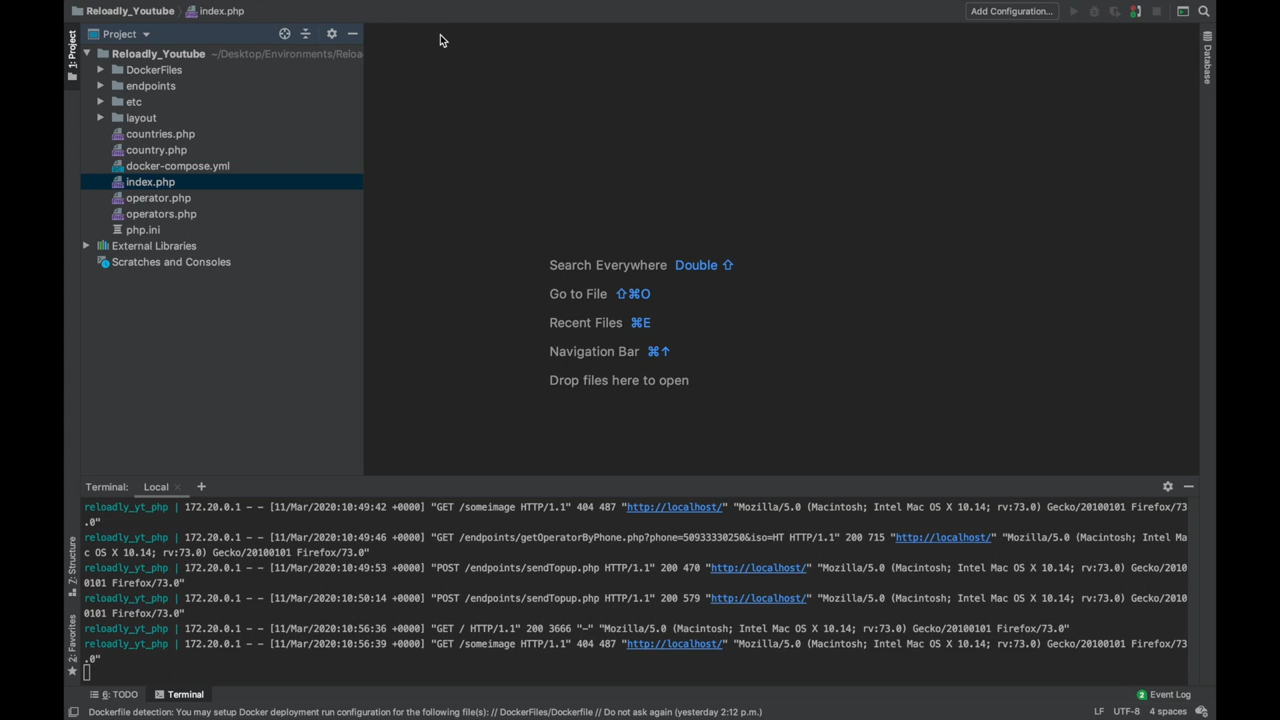 Reloadly_Youtube index.php Add Configuration...
1: Project
Project
Reloadly_Youtube ~/Desktop/Environments/Reloa
DockerFiles
endpoints
etc
layout
countries.php
country.php
docker-compose.yml
index.php
operator.php
operators.php
php.ini
External Libraries
Scratches and Consoles
Search Everywhere Double ⇧
Go to File ⇧⌘O
Recent Files ⌘E
Navigation Bar ⌘↑
Drop files here to open
Database
Terminal: Local +
reloadly_yt_php | 172.20.0.1 - - [11/Mar/2020:10:49:42 +0000] "GET /someimage HTTP/1.1" 404 487 "http://localhost/" "Mozilla/5.0 (Macintosh; Intel Mac OS X 10.14; rv:73.0) Gecko/20100101 Firefox/73
.0"
reloadly_yt_php | 172.20.0.1 - - [11/Mar/2020:10:49:46 +0000] "GET /endpoints/getOperatorByPhone.php?phone=50933330250&iso=HT HTTP/1.1" 200 715 "http://localhost/" "Mozilla/5.0 (Macintosh; Intel Ma
c OS X 10.14; rv:73.0) Gecko/20100101 Firefox/73.0"
reloadly_yt_php | 172.20.0.1 - - [11/Mar/2020:10:49:53 +0000] "POST /endpoints/sendTopup.php HTTP/1.1" 200 470 "http://localhost/" "Mozilla/5.0 (Macintosh; Intel Mac OS X 10.14; rv:73.0) Gecko/2010
0101 Firefox/73.0"
reloadly_yt_php | 172.20.0.1 - - [11/Mar/2020:10:50:14 +0000] "POST /endpoints/sendTopup.php HTTP/1.1" 200 579 "http://localhost/" "Mozilla/5.0 (Macintosh; Intel Mac OS X 10.14; rv:73.0) Gecko/2010
0101 Firefox/73.0"
reloadly_yt_php | 172.20.0.1 - - [11/Mar/2020:10:56:36 +0000] "GET / HTTP/1.1" 200 3666 "-" "Mozilla/5.0 (Macintosh; Intel Mac OS X 10.14; rv:73.0) Gecko/20100101 Firefox/73.0"
reloadly_yt_php | 172.20.0.1 - - [11/Mar/2020:10:56:39 +0000] "GET /someimage HTTP/1.1" 404 487 "http://localhost/" "Mozilla/5.0 (Macintosh; Intel Mac OS X 10.14; rv:73.0) Gecko/20100101 Firefox/73
.0"
7: Structure
2: Favorites
6: TODO Terminal 2 Event Log
Dockerfile detection: You may setup Docker deployment run configuration for the following file(s): // DockerFiles/Dockerfile // Do not ask again (yesterday 2:12 p.m.) LF UTF-8 4 spaces